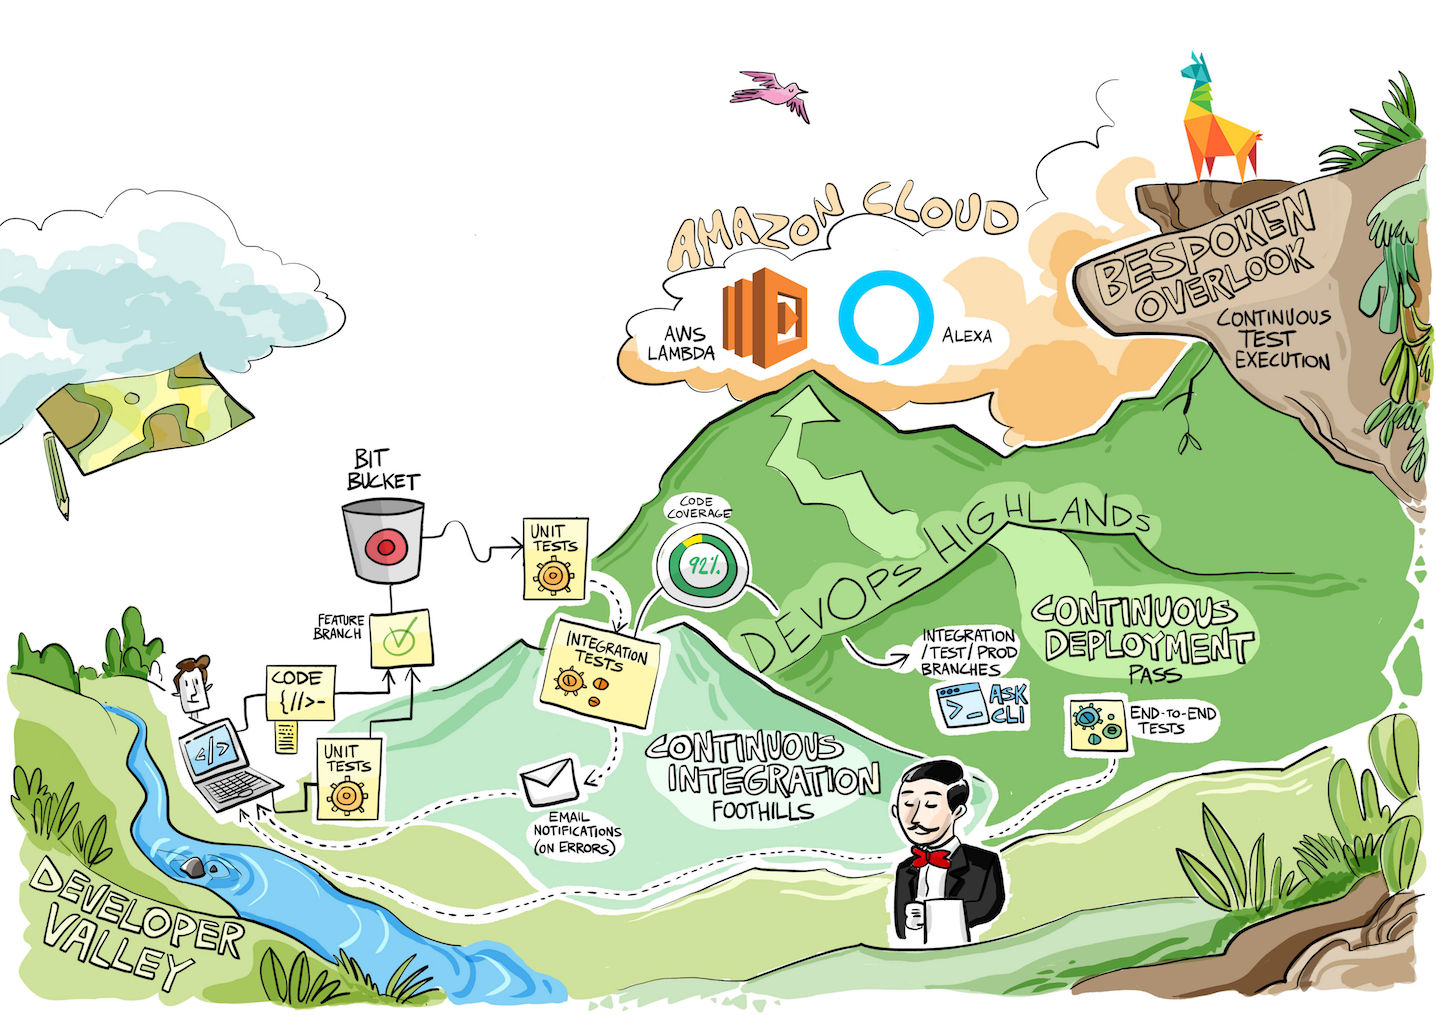 AMAZON CLOUD
AWS
LAMBDA
ALEXA
BESPOKEN
OVERLOOK
CONTINUOUS
TEST
EXECUTION
BIT
BUCKET
UNIT
TESTS
CODE
COVERAGE
92%
DEVOPS HIGHLANDS
FEATURE
BRANCH
INTEGRATION
TESTS
CODE
{//>-
</>
UNIT
TESTS
INTEGRATION
/TEST/PROD
BRANCHES
>_
ASK
CLI
CONTINUOUS
DEPLOYMENT
PASS
END-TO-END
TESTS
CONTINUOUS
INTEGRATION
FOOTHILLS
EMAIL
NOTIFICATIONS
(ON ERRORS)
DEVELOPER
VALLEY